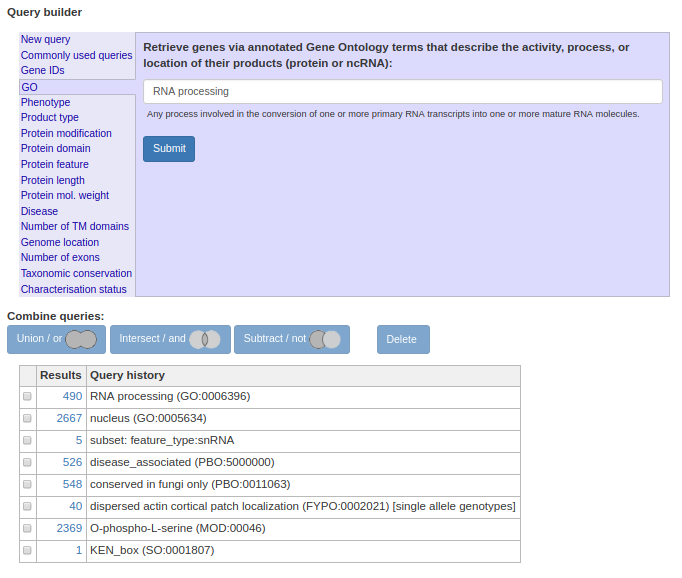 Query builder
New query
Commonly used queries
Gene IDs
GO
Phenotype
Product type
Protein modification
Protein domain
Protein feature
Protein length
Protein mol. weight
Disease
Number of TM domains
Genome location
Number of exons
Taxonomic conservation
Characterisation status
Retrieve genes via annotated Gene Ontology terms that describe the activity, process, or
location of their products (protein or ncRNA):
RNA processing
Any process involved in the conversion of one or more primary RNA transcripts into one or more mature RNA molecules.
Submit
Combine queries:
Union / or Intersect / and Subtract / not Delete
Results Query history
490 RNA processing (GO:0006396)
2667 nucleus (GO:0005634)
5 subset: feature_type:snRNA
526 disease_associated (PBO:5000000)
548 conserved in fungi only (PBO:0011063)
40 dispersed actin cortical patch localization (FYPO:0002021) [single allele genotypes]
2369 O-phospho-L-serine (MOD:00046)
1 KEN_box (SO:0001807)